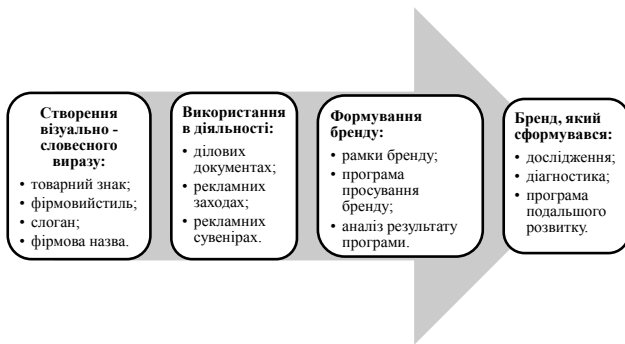 Створення
візуально -
словесного
виразу:
• товарний знак;
• фірмовийстиль;
• слоган;
• фірмова назва.
Використання
в діяльності:
• ділових
документах;
• рекламних
заходах;
• рекламних
сувенірах.
Формування
бренду:
• рамки бренду;
• програма
просування
бренду;
• аналіз результату
програми.
Бренд, який
сформувався:
• дослідження;
• діагностика;
• програма
подальшого
розвитку.